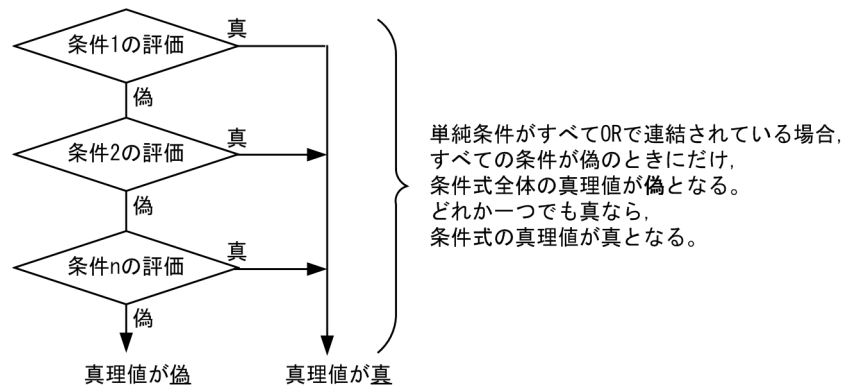 条件1の評価
真
偽
条件2の評価
真
偽
条件nの評価
真
偽
真理値が偽
真理値が真
単純条件がすべてORで連結されている場合,
すべての条件が偽のときにだけ,
条件式全体の真理値が偽となる。
どれか一つでも真なら,
条件式の真理値が真となる。